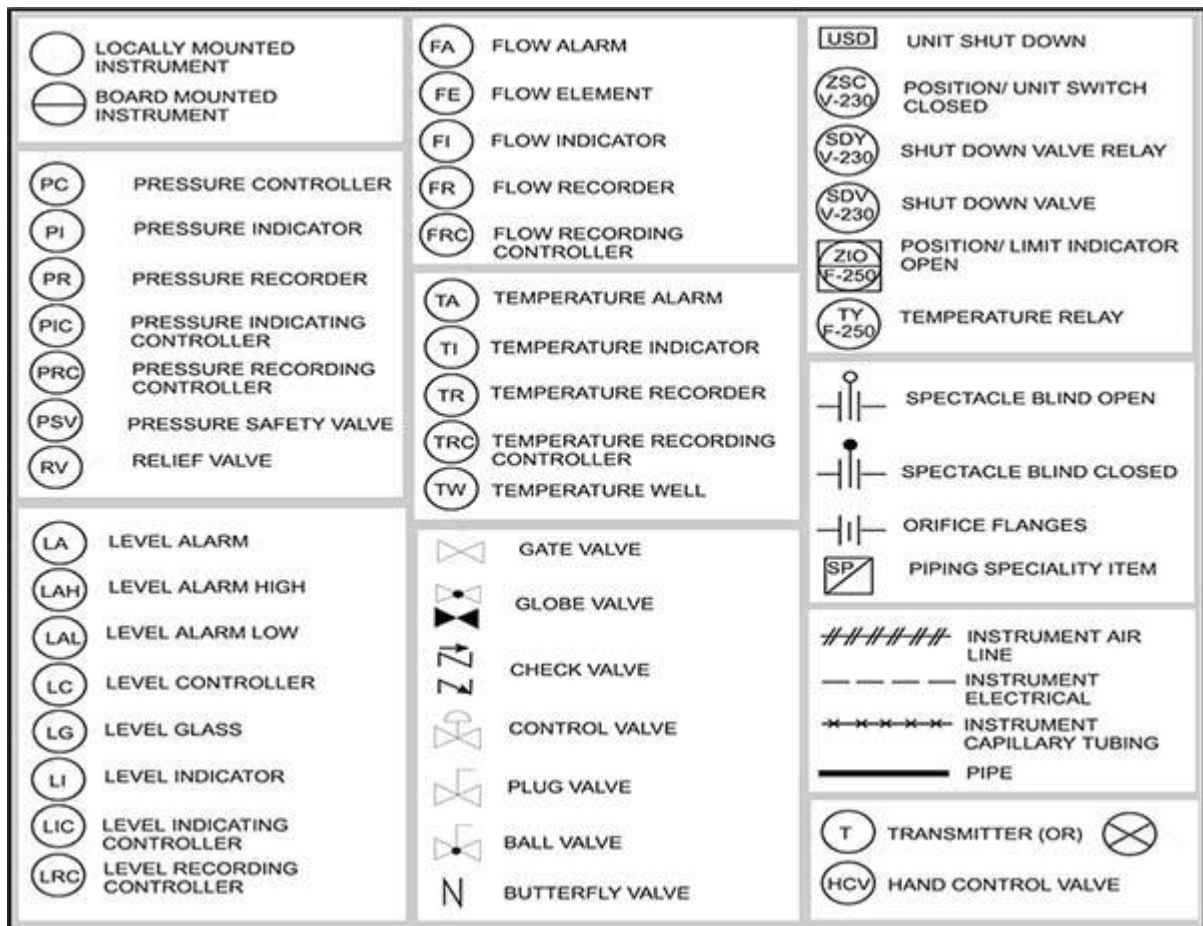 LOCALLY MOUNTED
INSTRUMENT
BOARD MOUNTED
INSTRUMENT
PC PRESSURE CONTROLLER
PI PRESSURE INDICATOR
PR PRESSURE RECORDER
PIC PRESSURE INDICATING
CONTROLLER
PRC PRESSURE RECORDING
CONTROLLER
PSV PRESSURE SAFETY VALVE
RV RELIEF VALVE
LA LEVEL ALARM
LAH LEVEL ALARM HIGH
LAL LEVEL ALARM LOW
LC LEVEL CONTROLLER
LG LEVEL GLASS
LI LEVEL INDICATOR
LIC LEVEL INDICATING
CONTROLLER
LRC LEVEL RECORDING
CONTROLLER
FA FLOW ALARM
FE FLOW ELEMENT
FI FLOW INDICATOR
FR FLOW RECORDER
FRC FLOW RECORDING
CONTROLLER
TA TEMPERATURE ALARM
TI TEMPERATURE INDICATOR
TR TEMPERATURE RECORDER
TRC TEMPERATURE RECORDING
CONTROLLER
TW TEMPERATURE WELL
GATE VALVE
GLOBE VALVE
CHECK VALVE
CONTROL VALVE
PLUG VALVE
BALL VALVE
N BUTTERFLY VALVE
USD UNIT SHUT DOWN
ZSC
V-230
POSITION/ UNIT SWITCH
CLOSED
SDY
V-230
SHUT DOWN VALVE RELAY
SDV
V-230
SHUT DOWN VALVE
ZIO
F-250
POSITION/ LIMIT INDICATOR
OPEN
TY
F-250
TEMPERATURE RELAY
SPECTACLE BLIND OPEN
SPECTACLE BLIND CLOSED
ORIFICE FLANGES
SP PIPING SPECIALITY ITEM
INSTRUMENT AIR
LINE
INSTRUMENT
ELECTRICAL
INSTRUMENT
CAPILLARY TUBING
PIPE
T TRANSMITTER (OR)
HCV HAND CONTROL VALVE